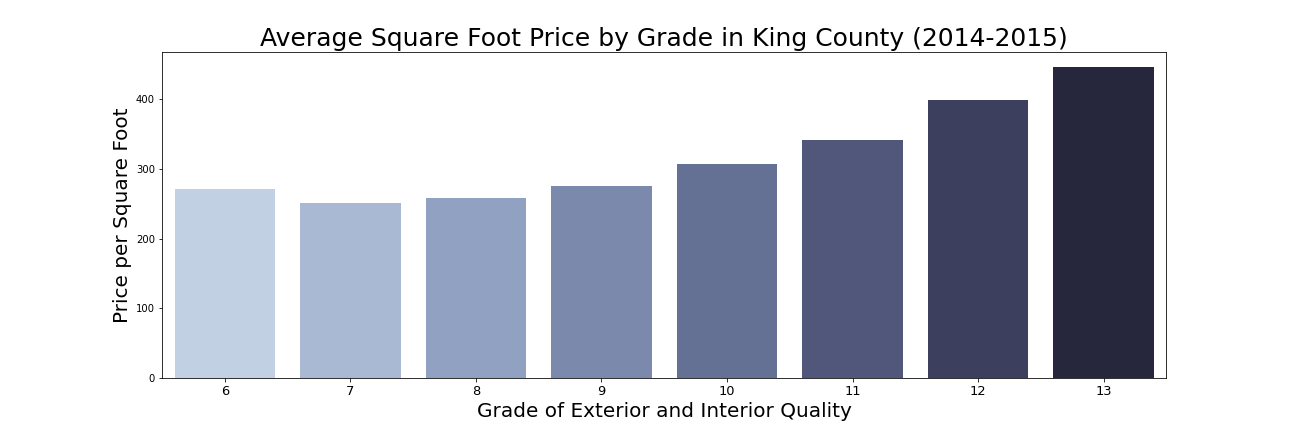 Average Square Foot Price by Grade in King County (2014-2015)
Price per Square Foot
400
300
200
100
0
6 7 8 9 10 11 12 13
Grade of Exterior and Interior Quality